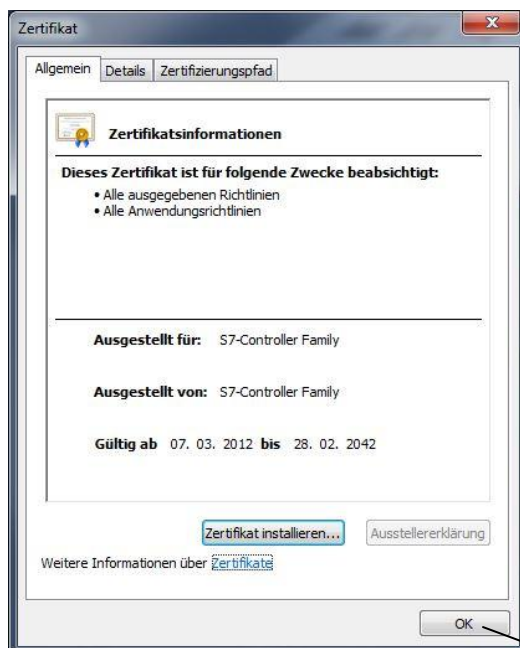 Zertifikat
Allgemein Details Zertifizierungspfad
Zertifikatsinformationen
Dieses Zertifikat ist für folgende Zwecke beabsichtigt:
• Alle ausgegebenen Richtlinien
• Alle Anwendungsrichtlinien
Ausgestellt für: S7-Controller Family
Ausgestellt von: S7-Controller Family
Gültig ab 07. 03. 2012 bis 28. 02. 2042
Zertifikat installieren... Ausstellererklärung
Weitere Informationen über Zertifikate
OK